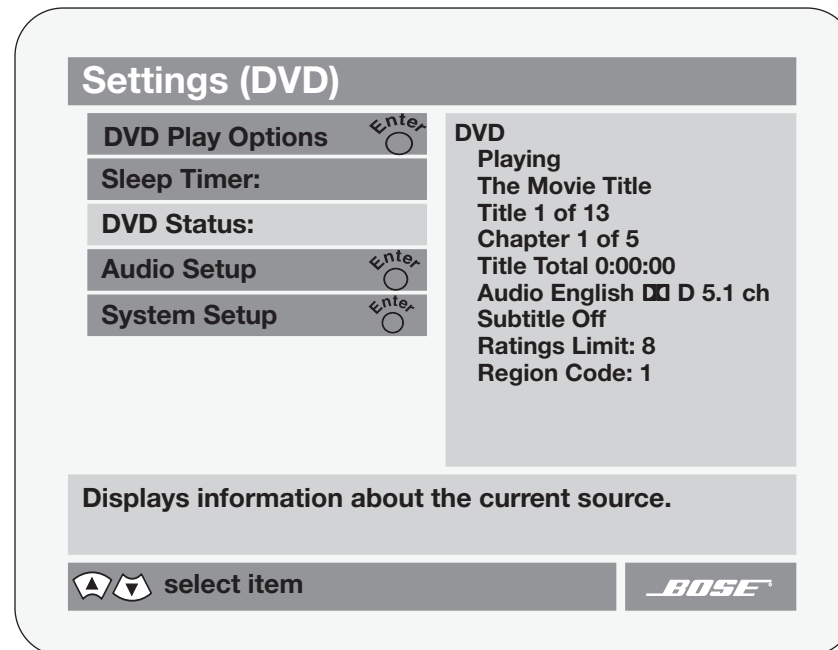 Settings (DVD)
DVD Play Options Enter
Sleep Timer:
DVD Status:
Audio Setup Enter
System Setup Enter
DVD
Playing
The Movie Title
Title 1 of 13
Chapter 1 of 5
Title Total 0:00:00
Audio English D 5.1 ch
Subtitle Off
Ratings Limit: 8
Region Code: 1
Displays information about the current source.
select item
BOSE